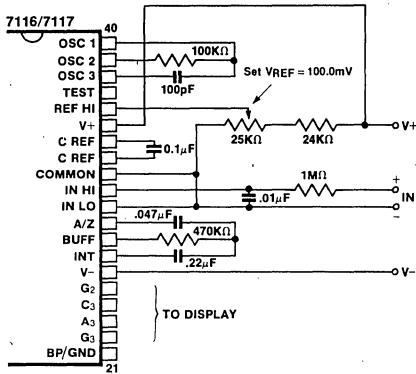 7116/7117
40
OSC 1
OSC 2
100KΩ
OSC 3
100pF
TEST
Set VREF = 100.0mV
REF HI
V+
25KΩ
24KΩ
V+
C REF
0.1μF
C REF
COMMON
1MΩ
IN HI
+
.01μF
IN
IN LO
−
A/Z
.047μF
BUFF
470KΩ
INT
.22μF
V−
V−
G2
C3
TO DISPLAY
A3
G3
BP/GND
21